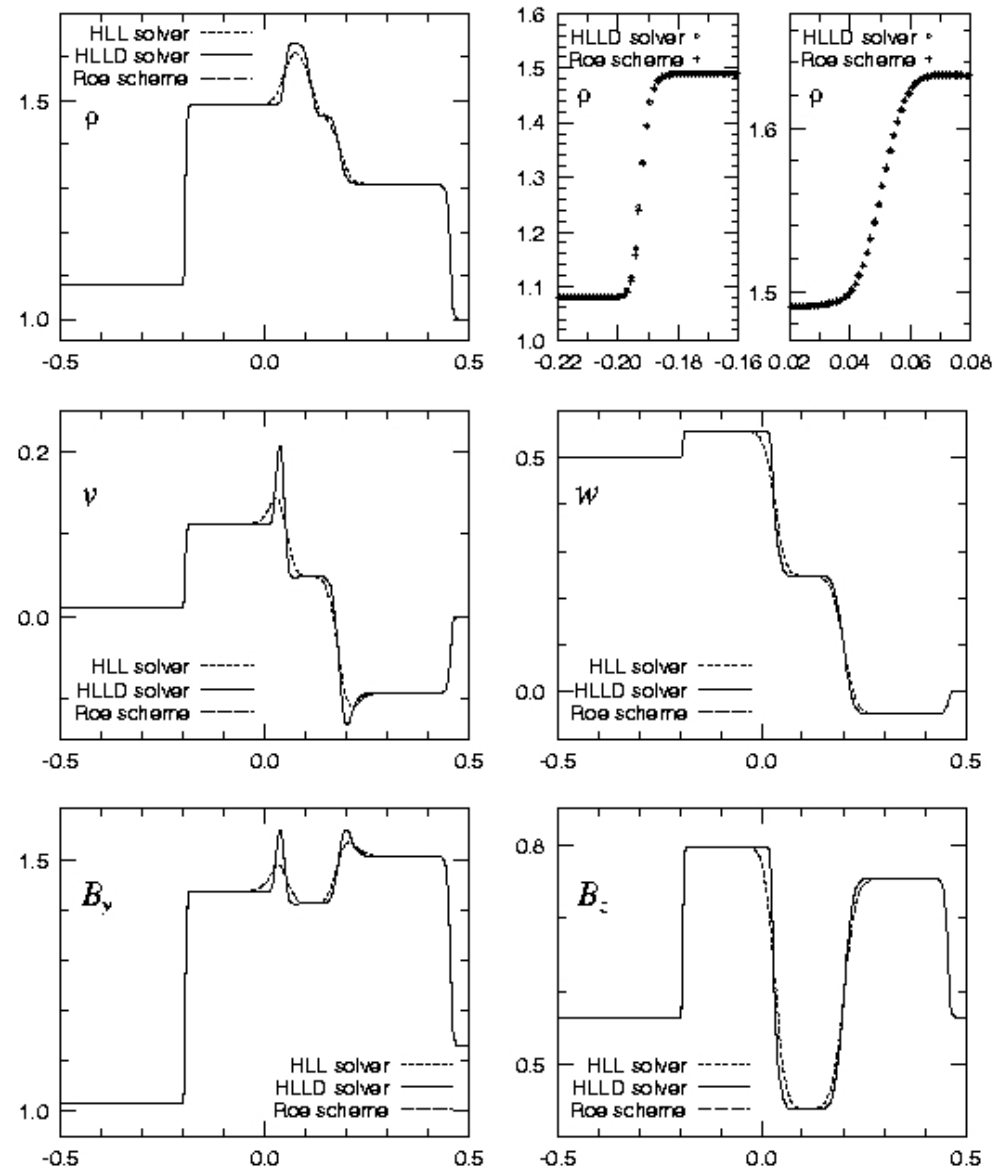 HLL solver
HLLD solver
Roe scheme
ρ
1.5
1.0
-0.5 0.0 0.5
1.6
1.5
1.4
1.3
1.2
1.1
1.0
HLLD solver
Roe scheme
ρ
-0.22 -0.20 -0.18 -0.16
HLLD solver
Roe scheme
ρ
1.6
1.5
0.02 0.04 0.06 0.08
0.2
v
0.0
HLL solver
HLLD solver
Roe scheme
-0.5 0.0 0.5
0.5
w
0.0
HLL solver
HLLD solver
Roe scheme
-0.5 0.0 0.5
1.5
By
1.0
HLL solver
HLLD solver
Roe scheme
-0.5 0.0 0.5
0.8
Bz
0.5
HLL solver
HLLD solver
Roe scheme
-0.5 0.0 0.5